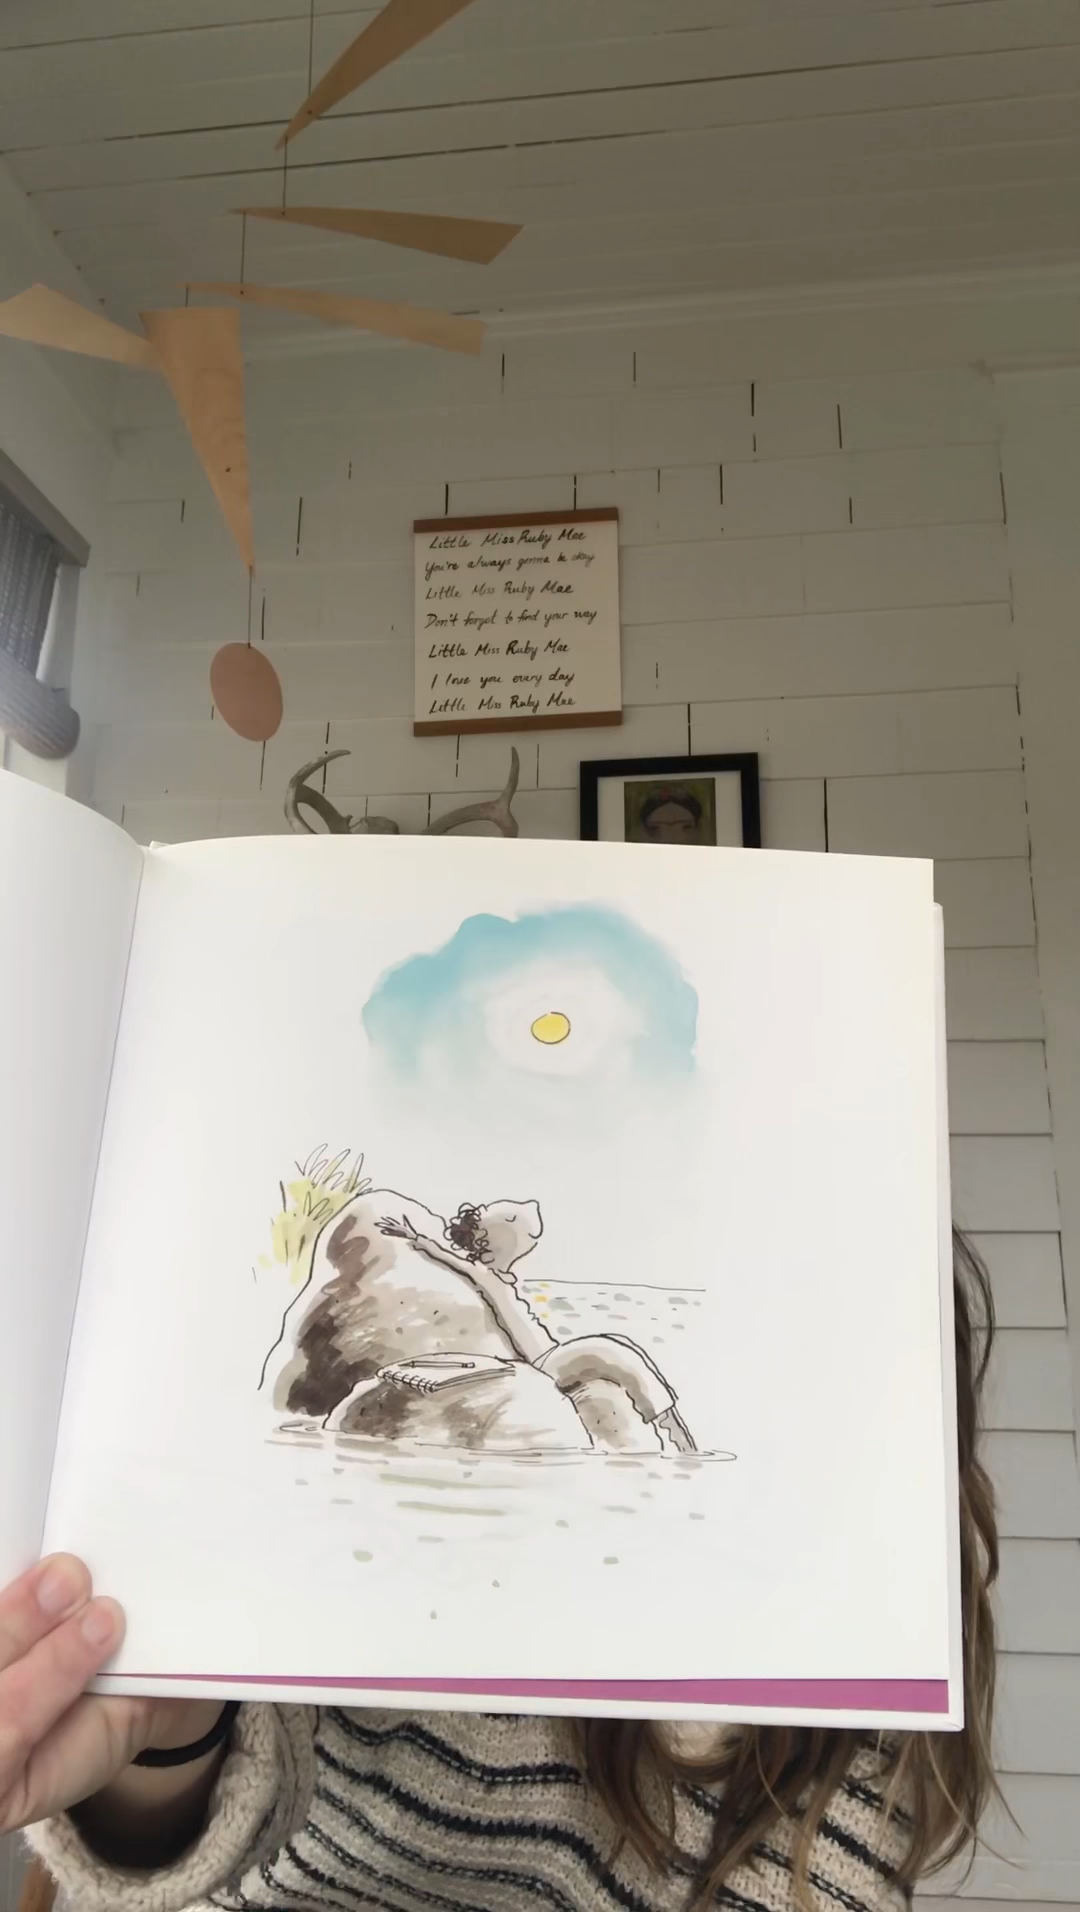 Little Miss Ruby Mae
You're always gonna be okay
Little Miss Ruby Mae
Don't forget to find your way
Little Miss Ruby Mae
I love you every day
Little Miss Ruby Mae